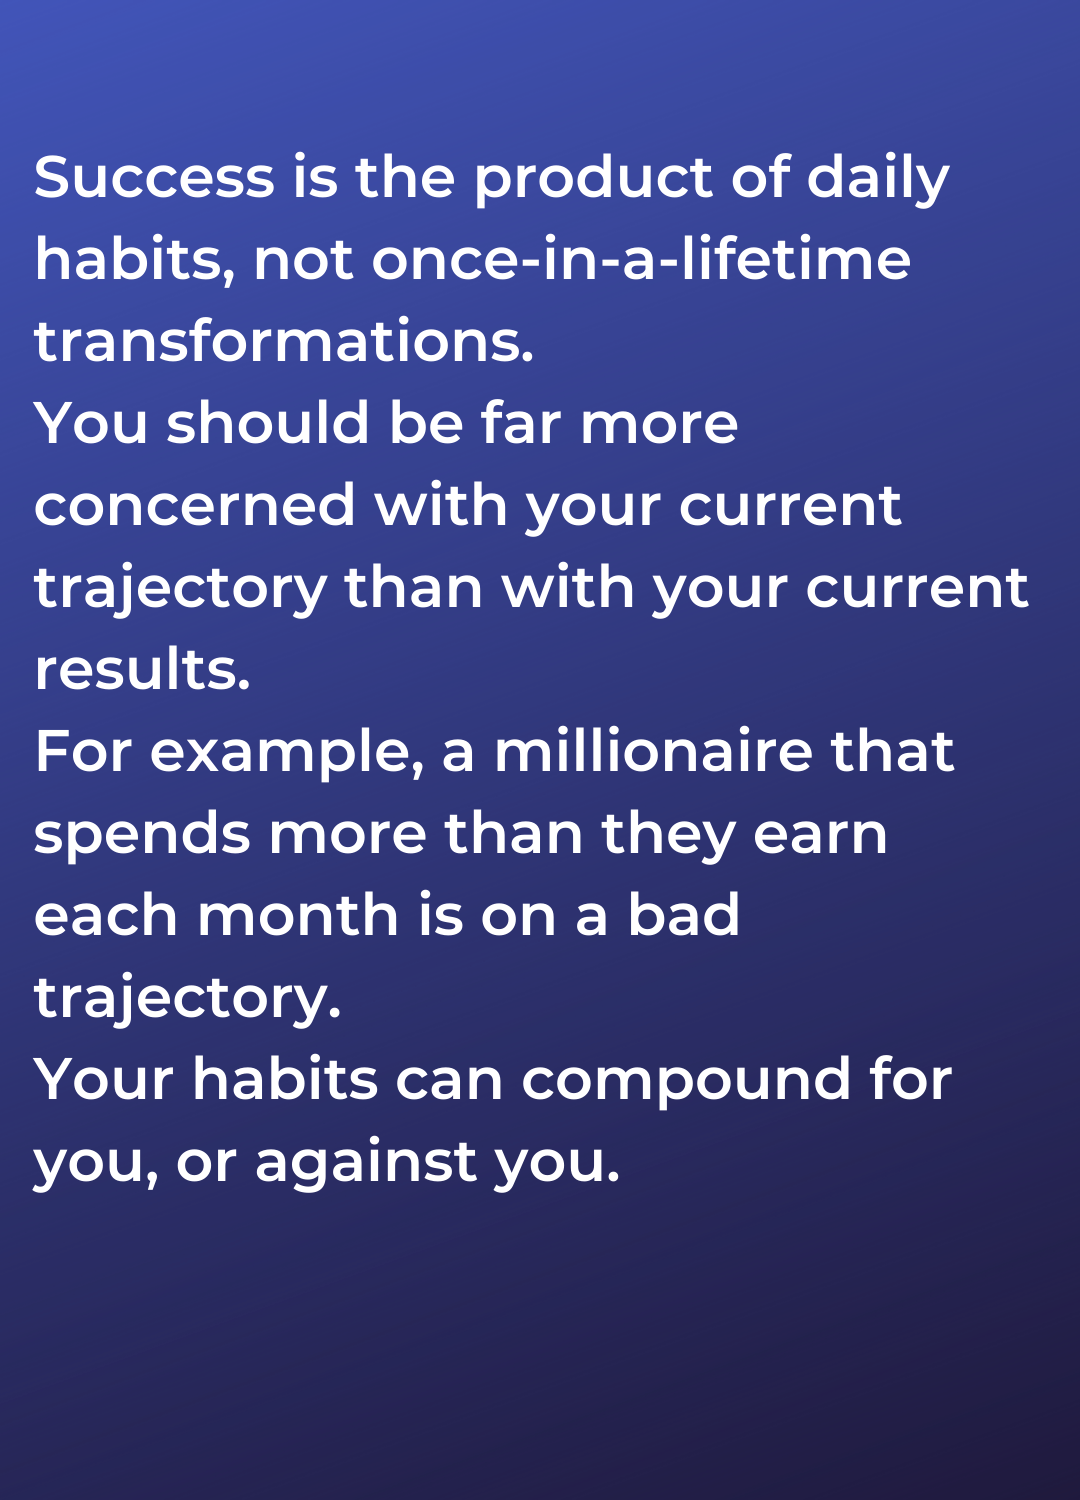 Success is the product of daily
habits, not once-in-a-lifetime
transformations.
You should be far more
concerned with your current
trajectory than with your current
results.
For example, a millionaire that
spends more than they earn
each month is on a bad
trajectory.
Your habits can compound for
you, or against you.